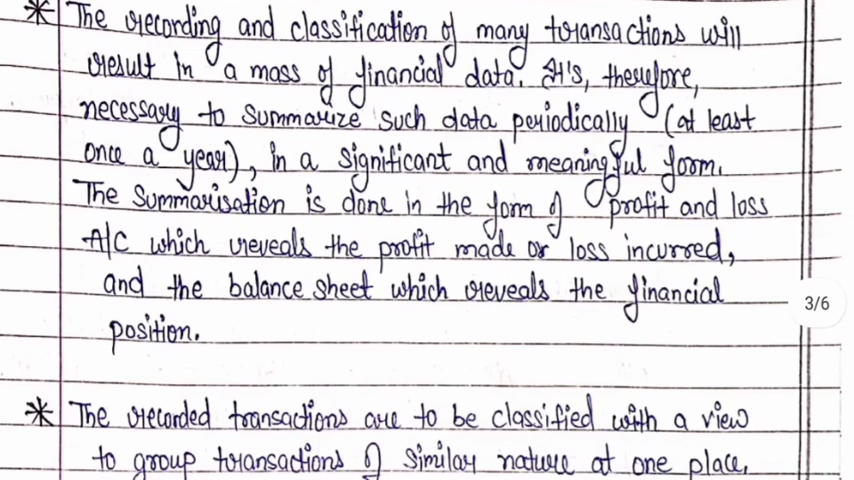 * The recording and classification of many transactions will
result in a mass of financial data. It's, therefore,
necessary to summarize such data periodically (at least
once a year), in a significant and meaningful form.
The summarisation is done in the form of profit and loss
A/C which reveals the profit made or loss incurred,
and the balance sheet which reveals the financial
position.
3/6
* The recorded transactions are to be classified with a view
to group transactions of similar nature at one place.